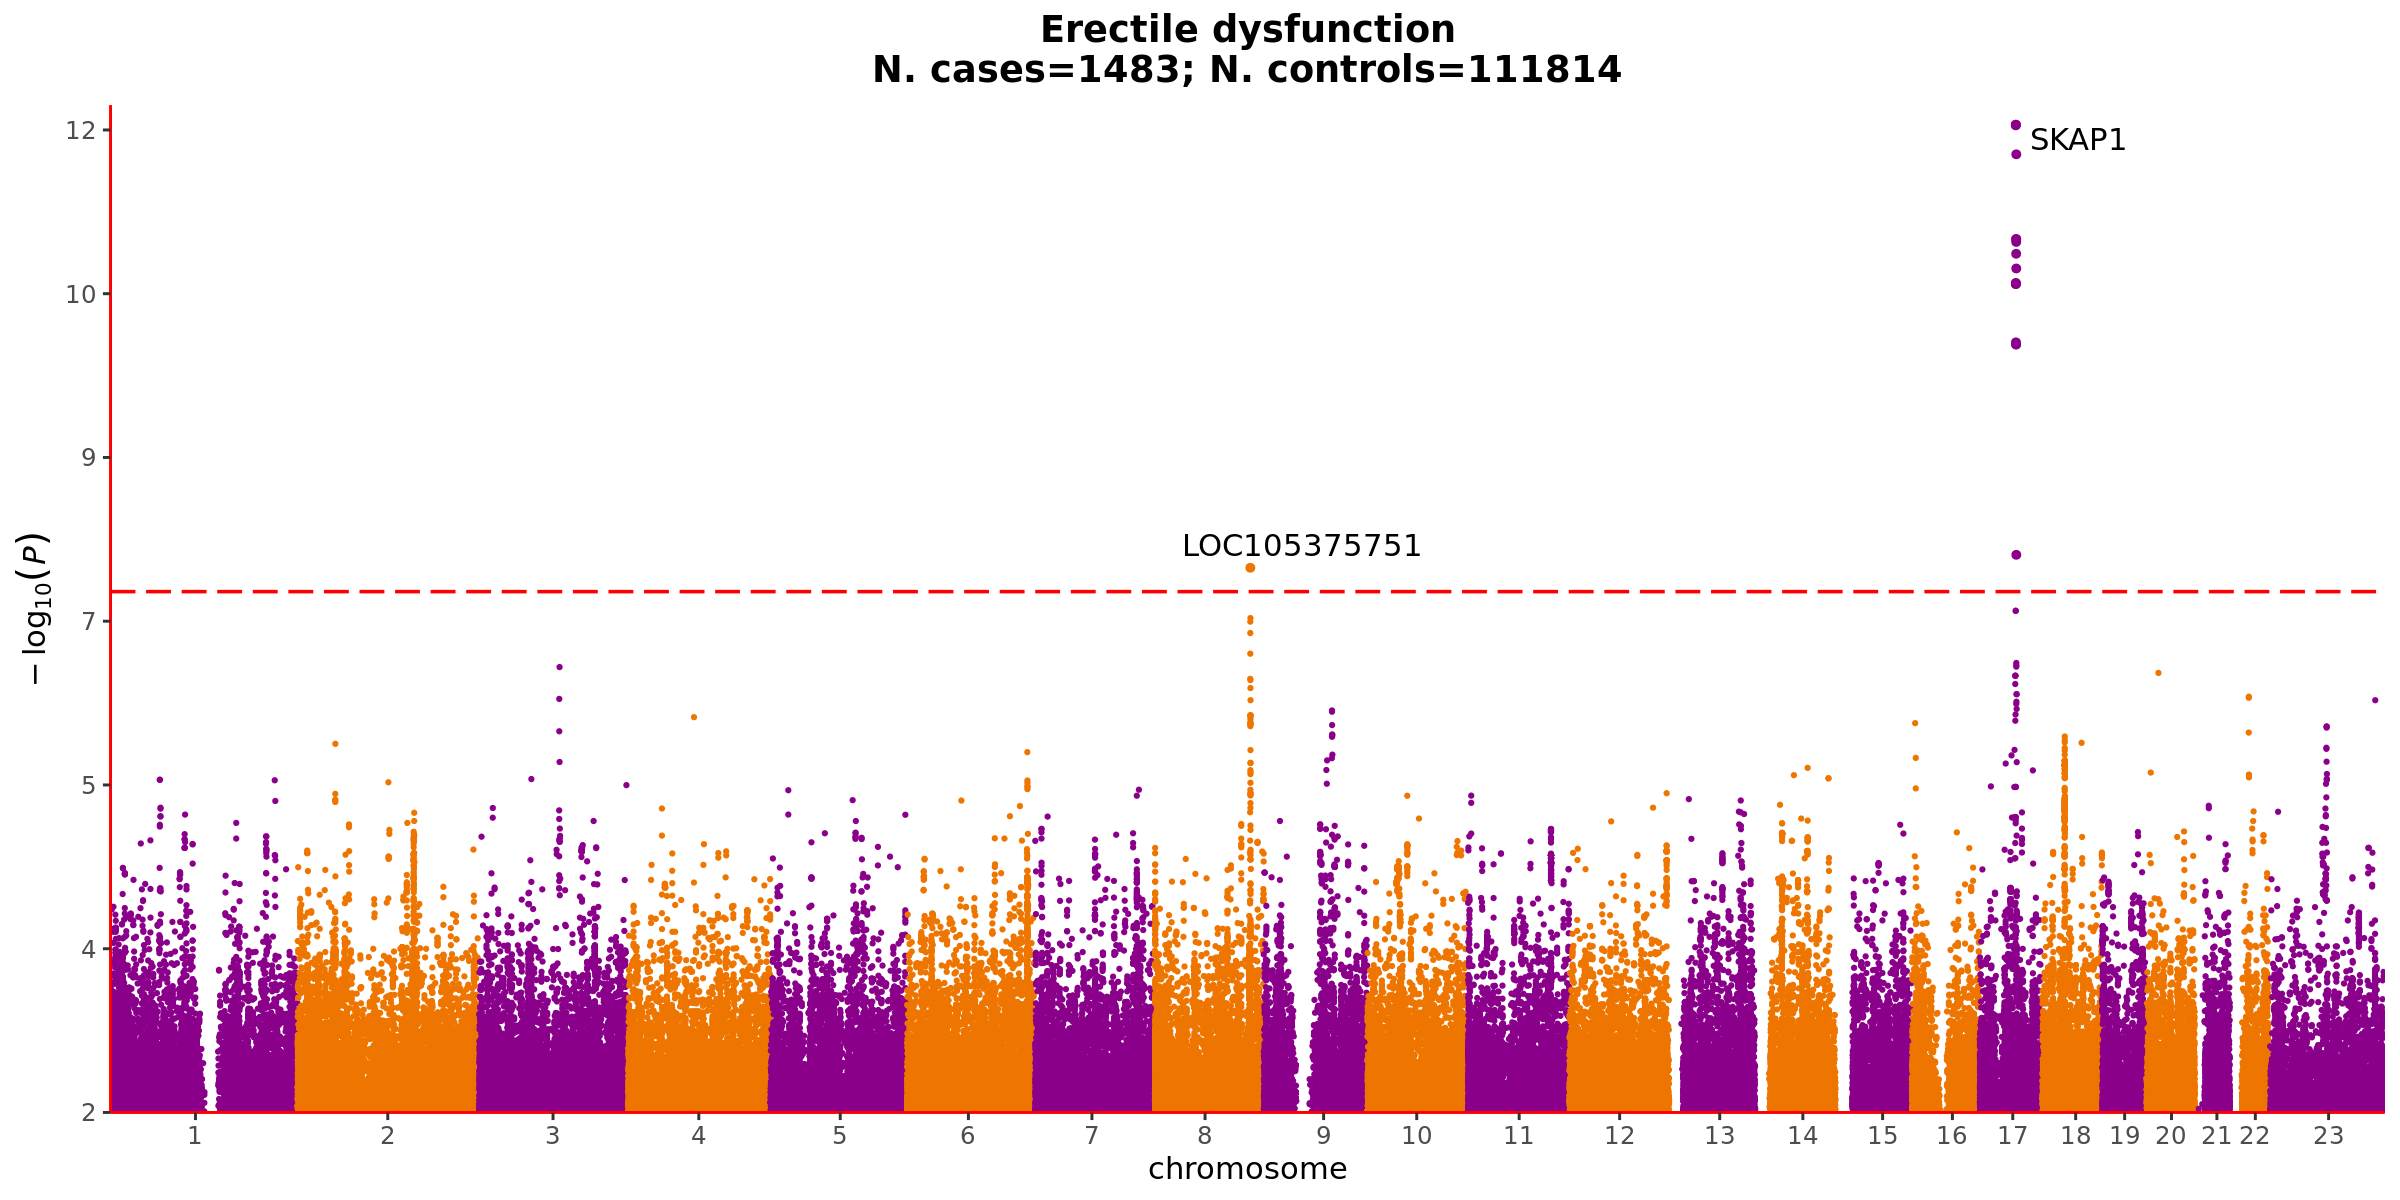 Erectile dysfunction
N. cases=1483; N. controls=111814
12
SKAP1
10
9
LOC105375751
7
5
4
2
−log10(P)
1 2 3 4 5 6 7 8 9 10 11 12 13 14 15 16 17 18 19 20 21 22 23
chromosome